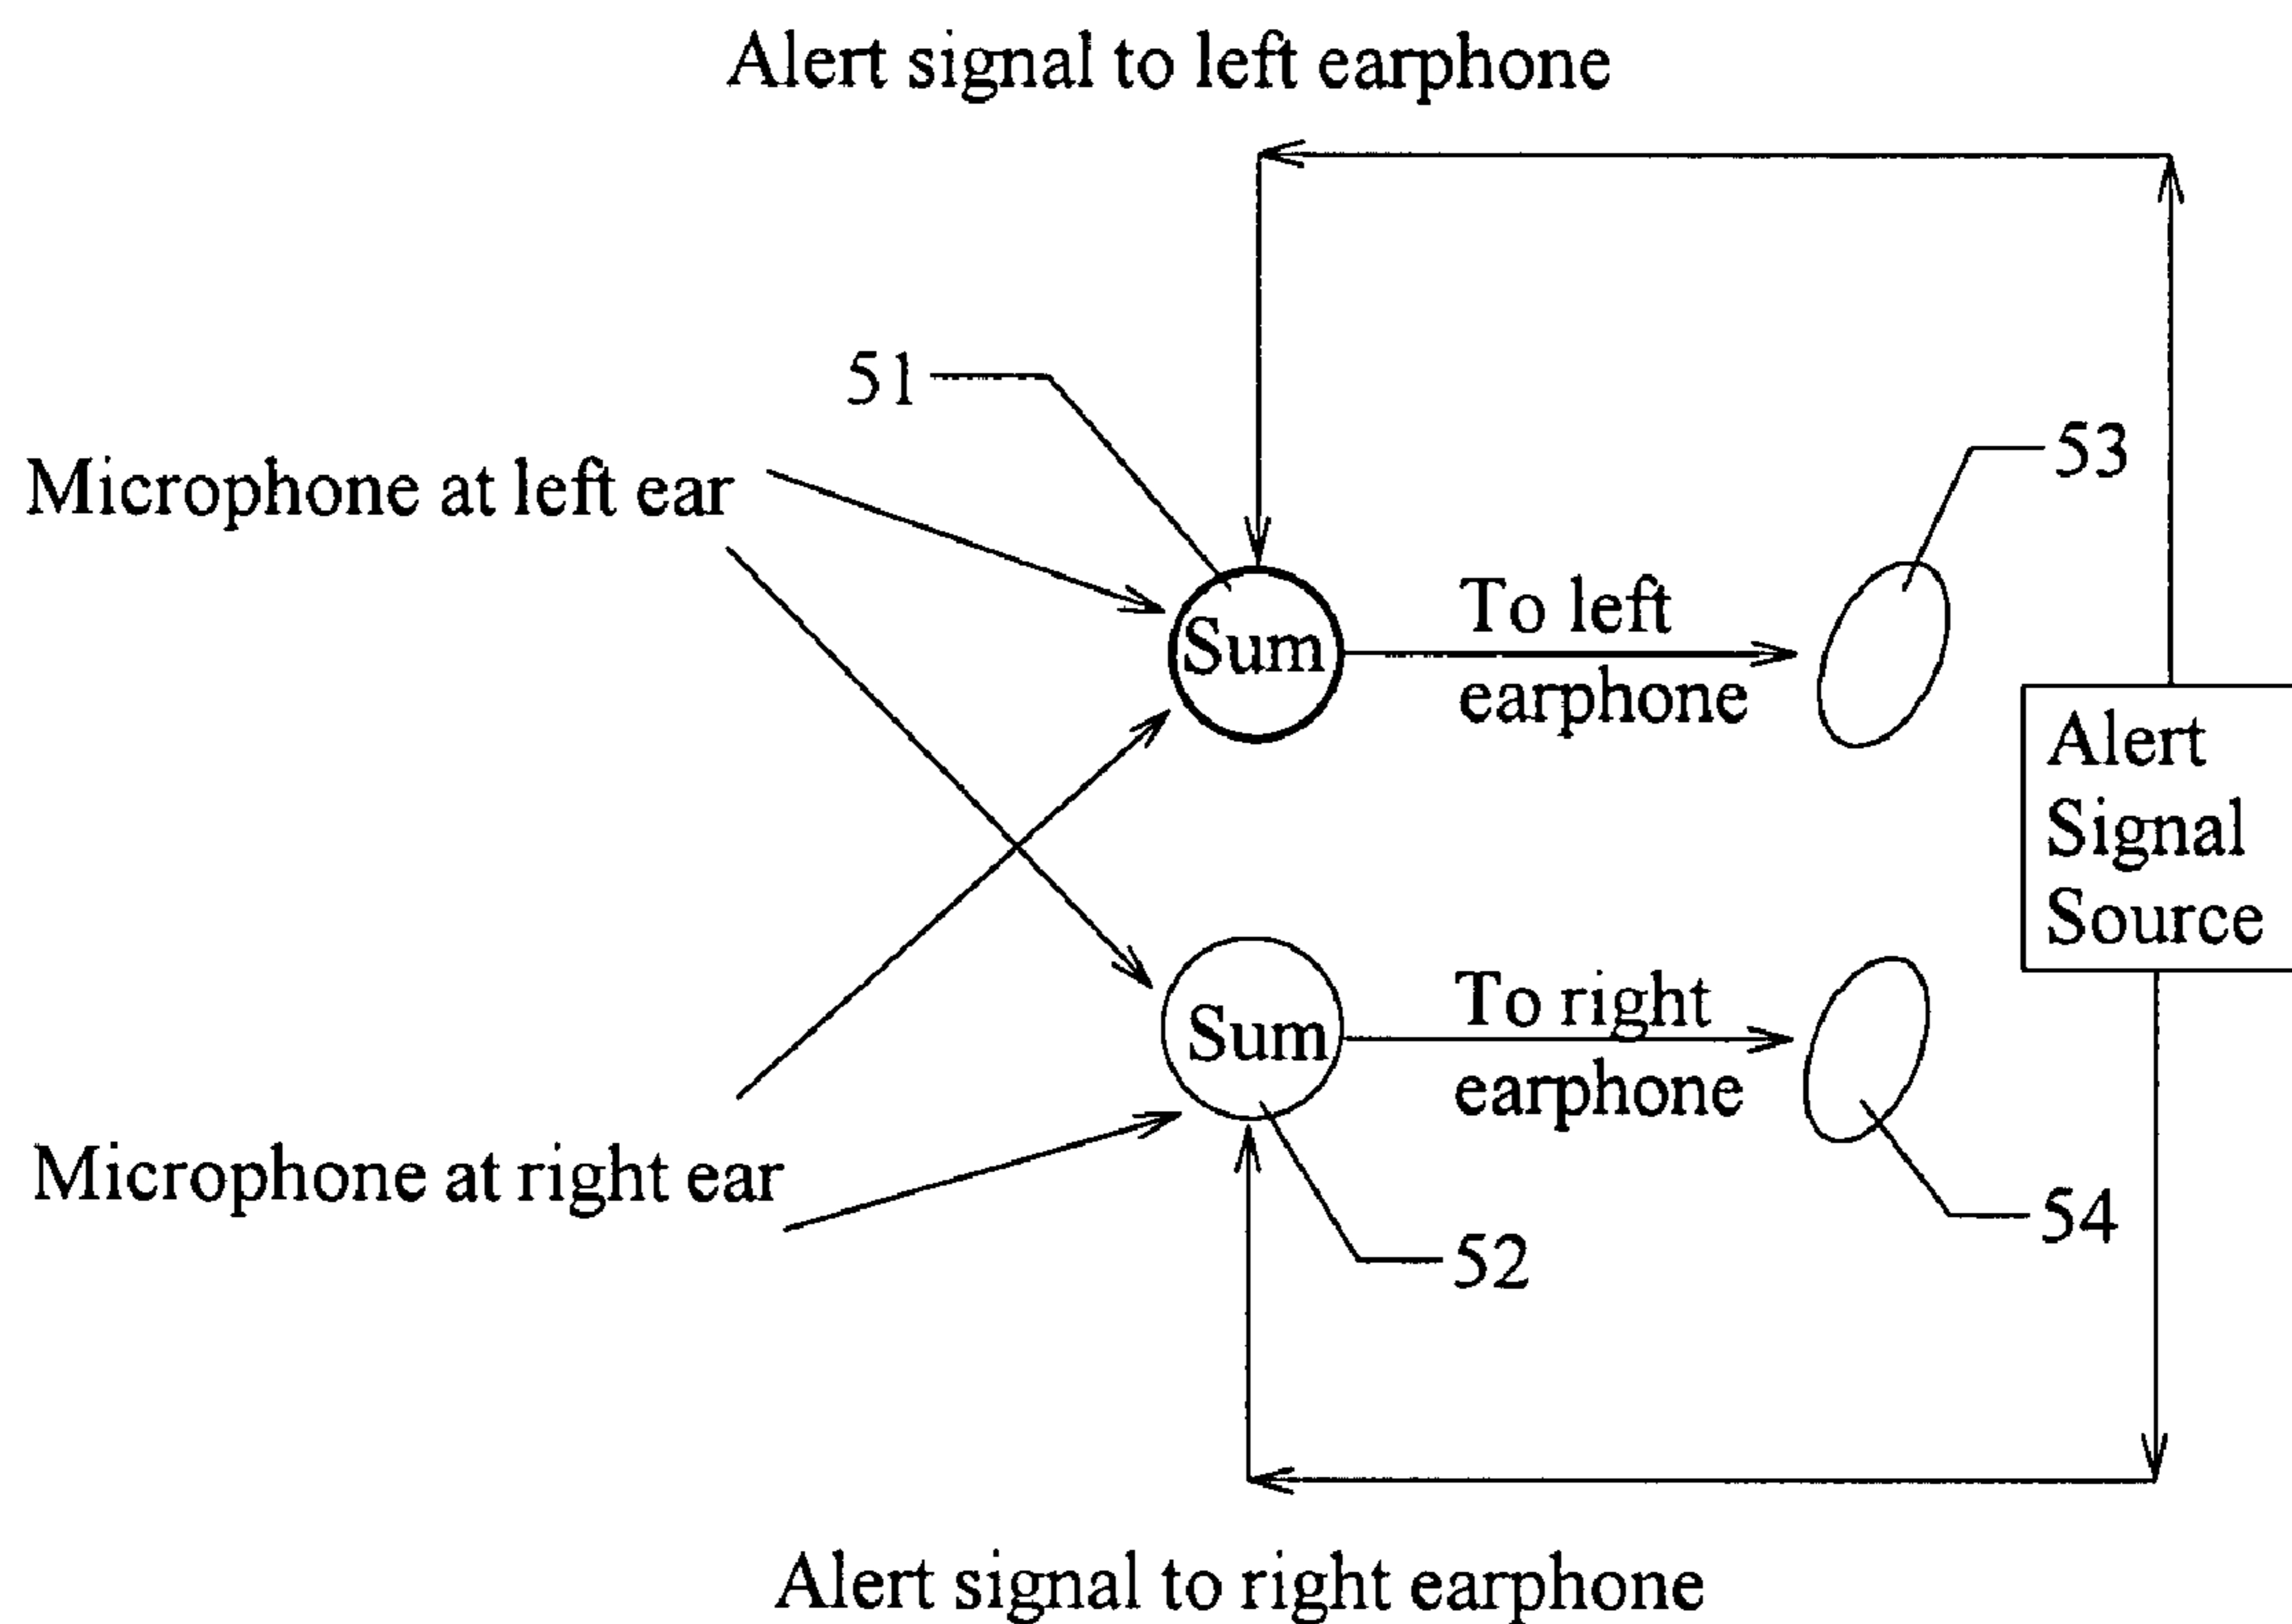 Alert signal to left earphone
51
53
Microphone at left ear
To left
earphone
Sum
Alert
Signal
Source
To right
earphone
Sum
Microphone at right ear
54
52
Alert signal to right earphone